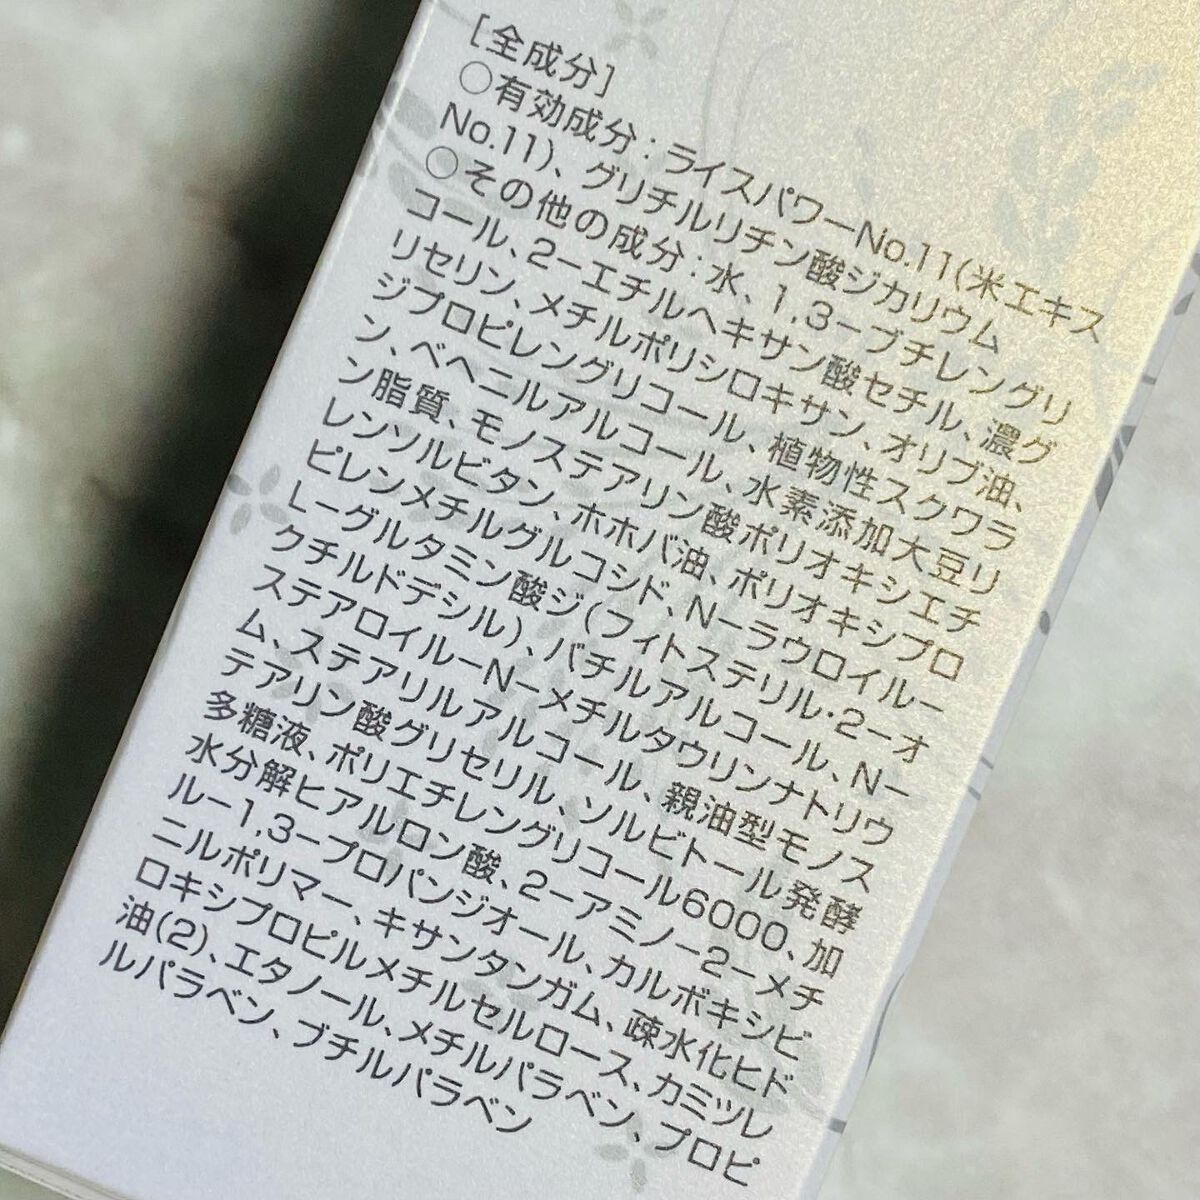 [全成分]
○有効成分：ライスパワーNo.11(米エキス
No.11)、グリチルリチン酸ジカリウム
○その他の成分：水、1,3－ブチレングリ
コール、2－エチルヘキサン酸セチル、濃グ
リセリン、メチルポリシロキサン、オリブ油、
ジプロピレングリコール、植物性スクワラ
ン、ベヘニルアルコール、水素添加大豆リ
ン脂質、モノステアリン酸ポリオキシエチ
レンソルビタン、ホホバ油、ポリオキシプロ
ピレンメチルグルコシド、N－ラウロイル－
L－グルタミン酸ジ(フィトステリル・2－オ
クチルドデシル)、バチルアルコール、N－
ステアロイル－N－メチルタウリンナトリウ
ム、ステアリルアルコール、親油型モノス
テアリン酸グリセリル、ソルビトール発酵
多糖液、ポリエチレングリコール6000、加
水分解ヒアルロン酸、2－アミノ－2－メチ
ル－1,3－プロパンジオール、カルボキシビ
ニルポリマー、キサンタンガム、疎水化ヒド
ロキシプロピルメチルセルロース、カミツレ
油(2)、エタノール、メチルパラベン、プロピ
ルパラベン、ブチルパラベン